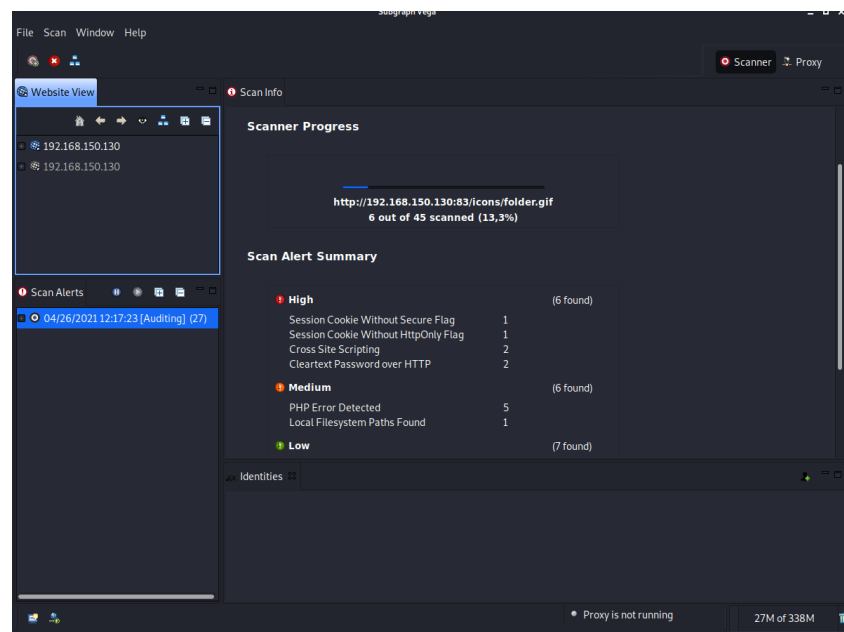 Subgraph Vega
File Scan Window Help
Scanner Proxy
Website View
192.168.150.130
192.168.150.130
Scan Info
Scanner Progress
http://192.168.150.130:83/icons/folder.gif
6 out of 45 scanned (13,3%)
Scan Alert Summary
High (6 found)
Session Cookie Without Secure Flag 1
Session Cookie Without HttpOnly Flag 1
Cross Site Scripting 2
Cleartext Password over HTTP 2
Medium (6 found)
PHP Error Detected 5
Local Filesystem Paths Found 1
Low (7 found)
Scan Alerts
04/26/2021 12:17:23 [Auditing] (27)
Identities
Proxy is not running
27M of 338M